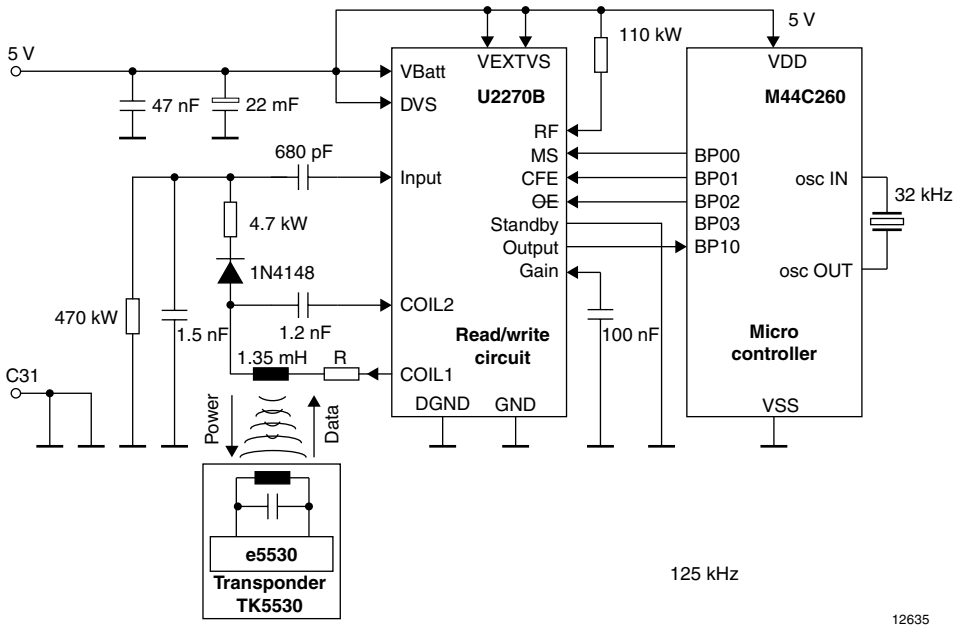 5 V
110 kW
5 V
VBatt
VEXTVS
VDD
47 nF
22 mF
DVS
U2270B
M44C260
RF
680 pF
MS
BP00
Input
CFE
BP01
osc IN
OE
BP02
32 kHz
4.7 kW
Standby
BP03
Output
BP10
1N4148
Gain
osc OUT
COIL2
470 kW
1.5 nF
1.2 nF
100 nF
Read/write
circuit
Micro
controller
1.35 mH
R
COIL1
C31
DGND
GND
VSS
Power
Data
e5530
Transponder
TK5530
125 kHz
12635